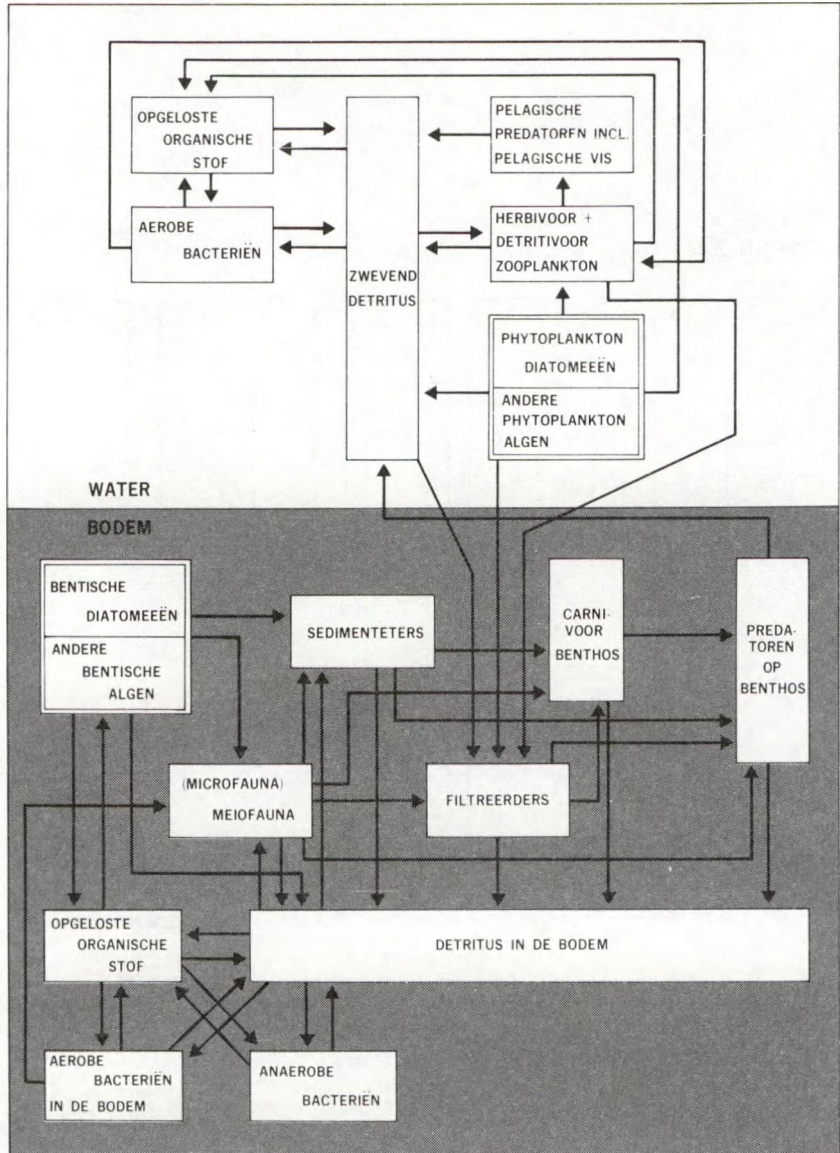 OPGELOSTE
ORGANISCHE
STOF
AEROBE
BACTERIËN
ZWEVEND
DETRITUS
PELAGISCHE
PREDATOREN INCL.
PELAGISCHE VIS
HERBIVOOR +
DETRITIVOOR
ZOOPLANKTON
PHYTOPLANKTON
DIATOMEEËN
ANDERE
PHYTOPLANKTON
ALGEN
WATER
BODEM
BENTISCHE
DIATOMEEËN
ANDERE
BENTISCHE
ALGEN
SEDIMENTETERS
CARNI-
VOOR
BENTHOS
PREDA-
TOREN
OP
BENTHOS
(MICROFAUNA)
MEIOFAUNA
FILTREERDERS
OPGELOSTE
ORGANISCHE
STOF
DETRITUS IN DE BODEM
AEROBE
BACTERIËN
IN DE BODEM
ANAEROBE
BACTERIËN